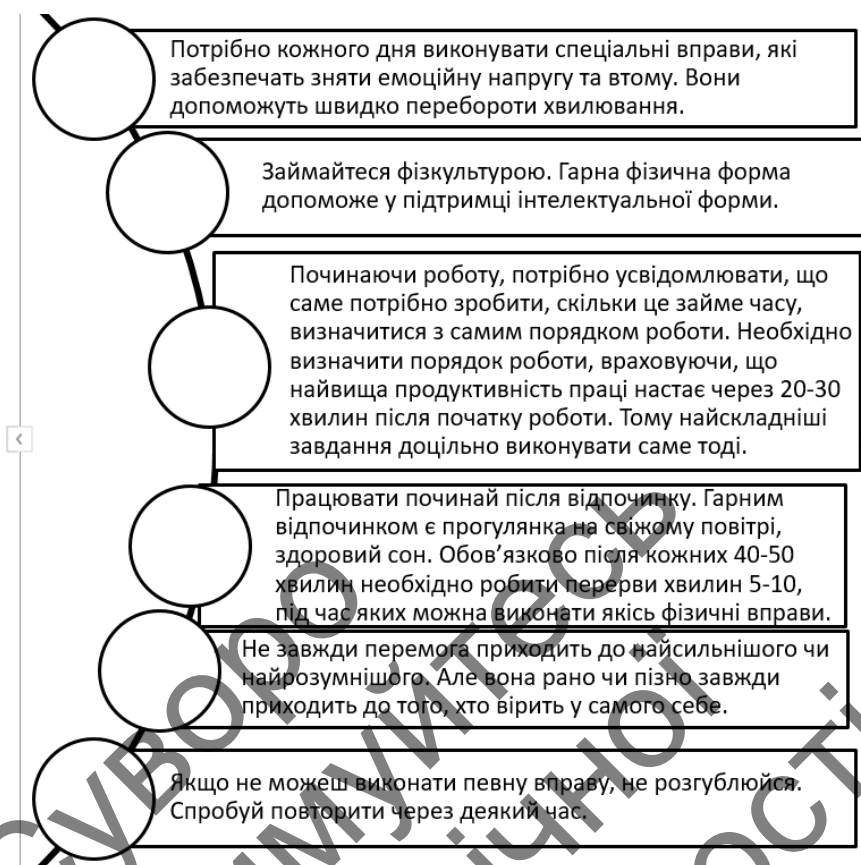 Потрібно кожного дня виконувати спеціальні вправи, які
забезпечать зняти емоційну напругу та втому. Вони
допоможуть швидко перебороти хвилювання.
Займайтеся фізкультурою. Гарна фізична форма
допоможе у підтримці інтелектуальної форми.
Починаючи роботу, потрібно усвідомлювати, що
саме потрібно зробити, скільки це займе часу,
визначитися з самим порядком роботи. Необхідно
визначити порядок роботи, враховуючи, що
найвища продуктивність праці настає через 20-30
хвилин після початку роботи. Тому найскладніші
завдання доцільно виконувати саме тоді.
Працювати починай після відпочинку. Гарним
відпочинком є прогулянка на свіжому повітрі,
здоровий сон. Обов’язково після кожних 40-50
хвилин необхідно робити перерви хвилин 5-10,
під час яких можна виконати якісь фізичні вправи.
Не завжди перемога приходить до найсильнішого чи
найрозумнішого. Але вона рано чи пізно завжди
приходить до того, хто вірить у самого себе.
Якщо не можеш виконати певну вправу, не розгублюйся.
Спробуй повторити через деякий час.
Суворо